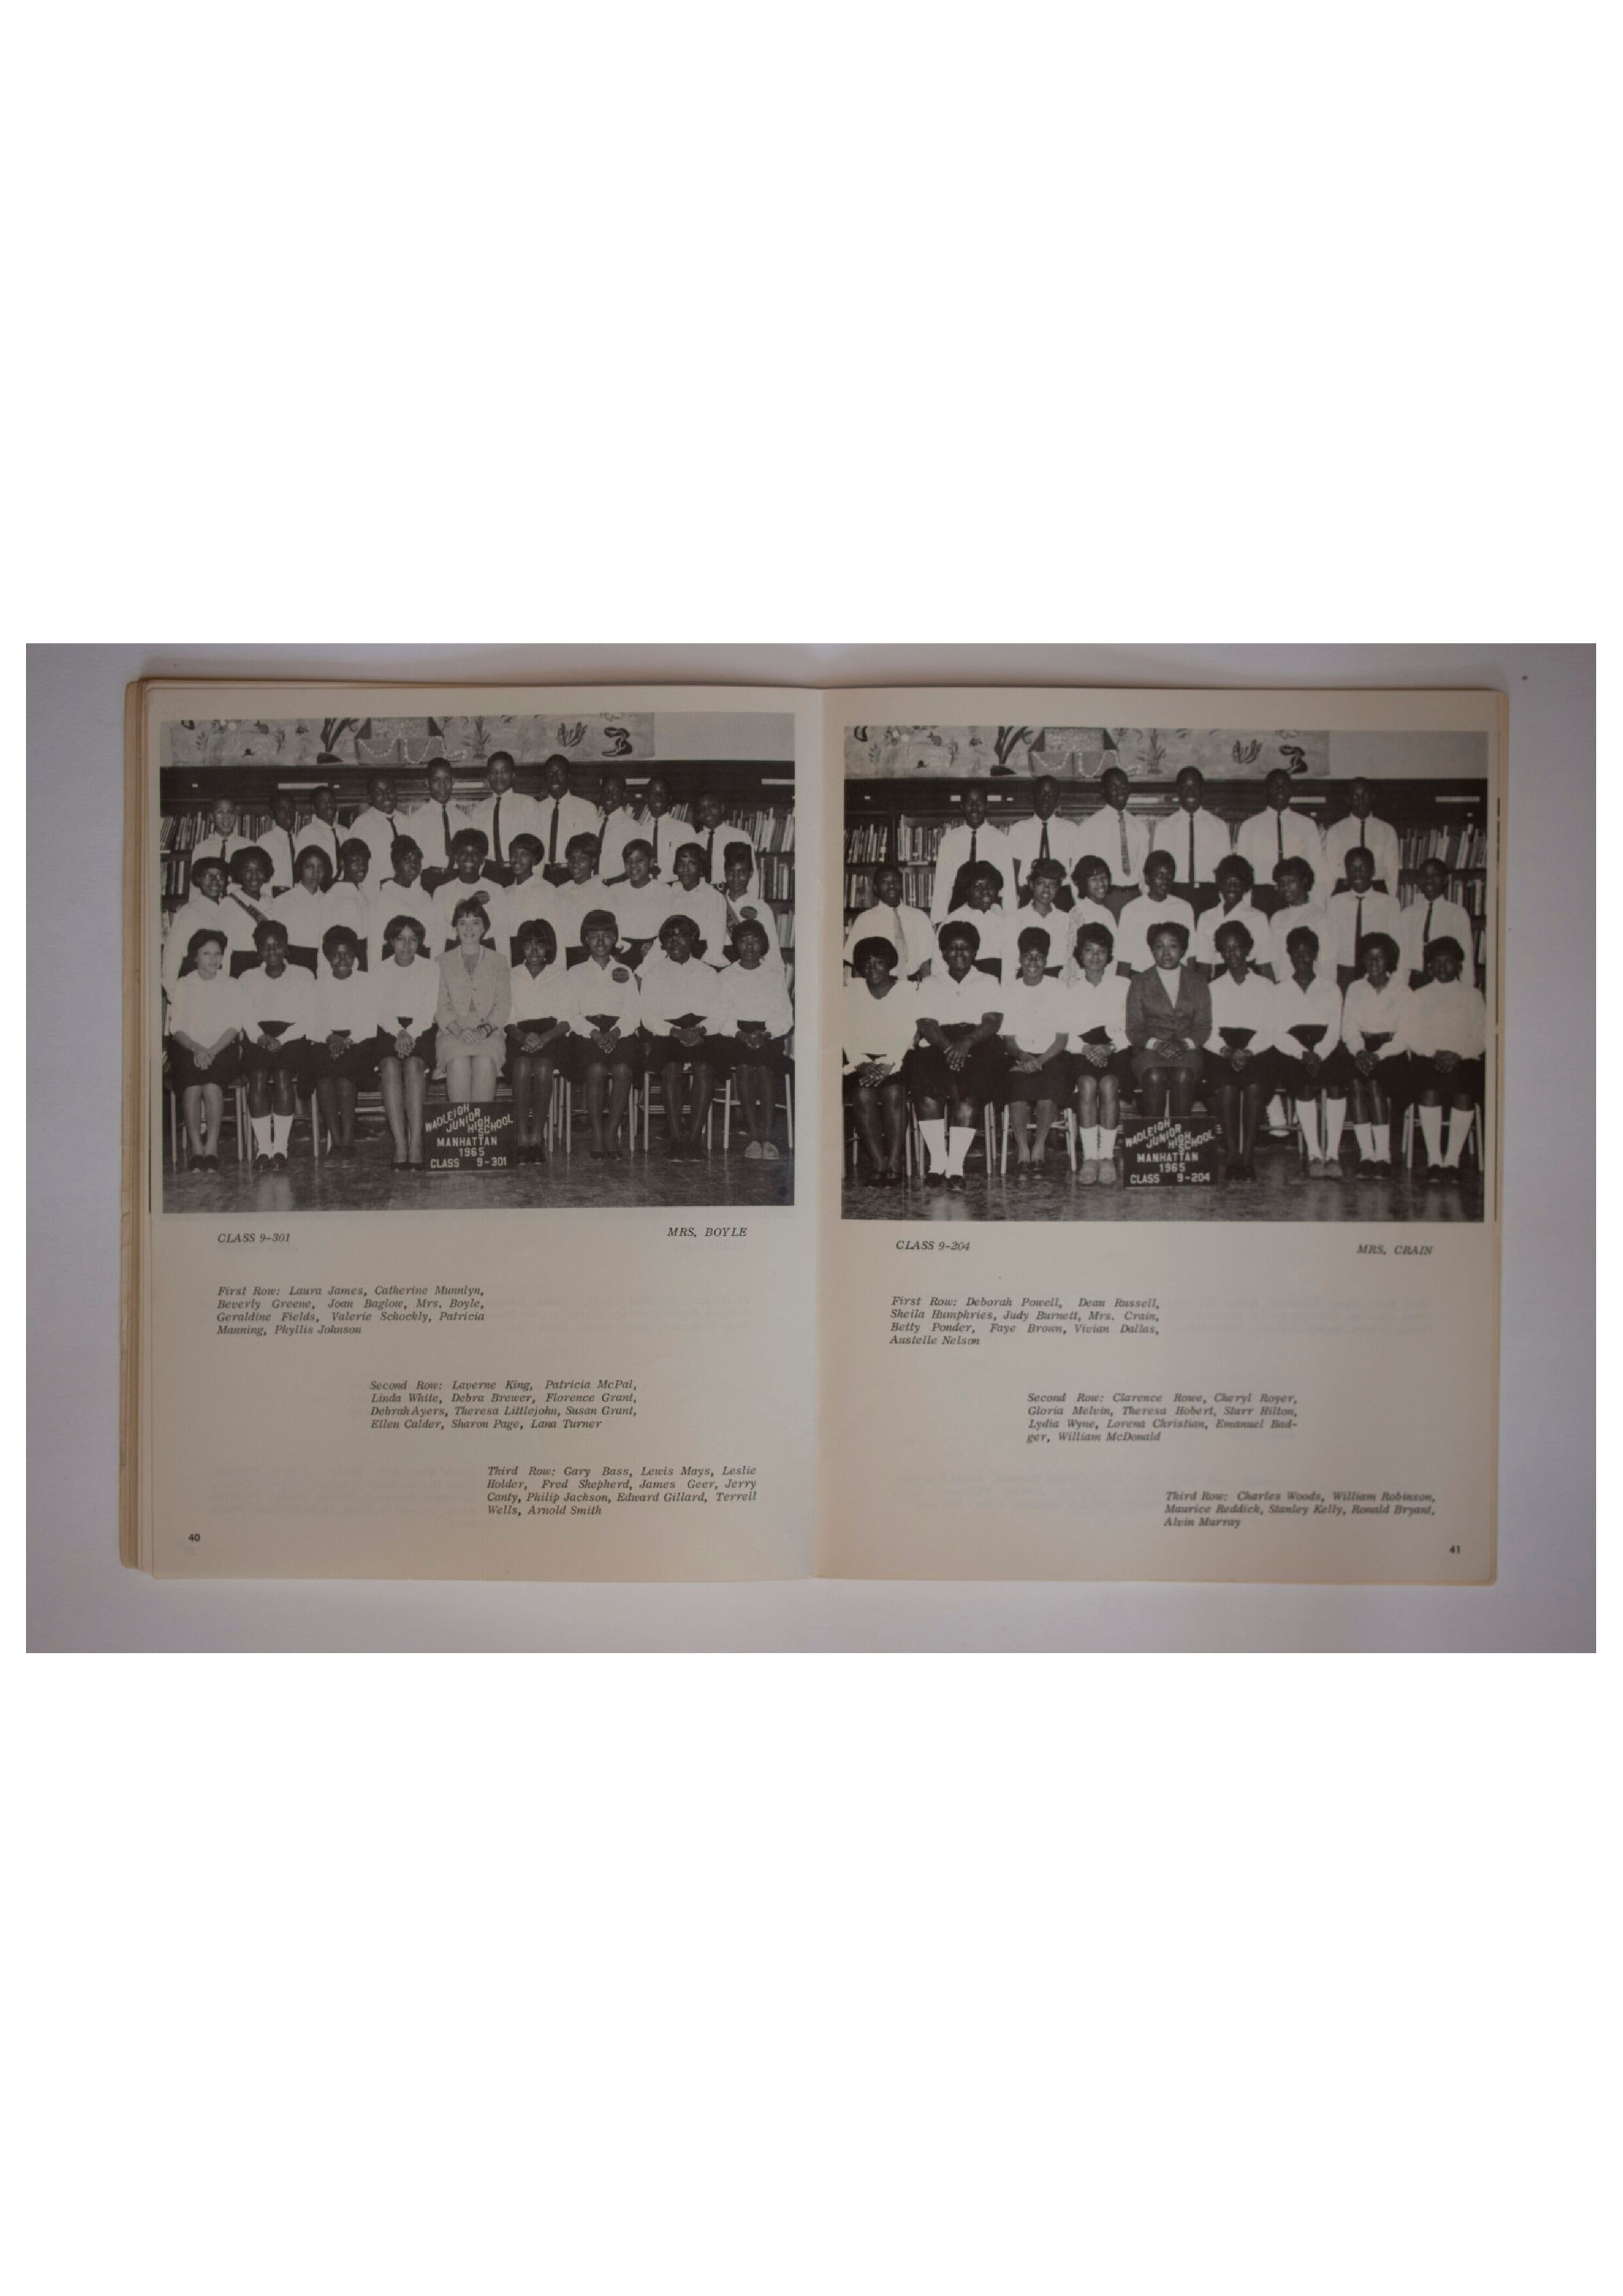 WADLEIGH
JUNIOR
HIGH
SCHOOL
MANHATTAN
1965
CLASS 9-301
CLASS 9-301
MRS. BOYLE
First Row: Laura James, Catherine Munnlyn,
Beverly Greene, Joan Baglow, Mrs. Boyle,
Geraldine Fields, Valerie Schockly, Patricia
Manning, Phyllis Johnson
Second Row: Laverne King, Patricia McPal,
Linda White, Debra Brewer, Florence Grant,
Debrah Ayers, Theresa Littlejohn, Susan Grant,
Ellen Calder, Sharon Page, Lana Turner
Third Row: Gary Bass, Lewis Mays, Leslie
Holder, Fred Shepherd, James Geer, Jerry
Canty, Philip Jackson, Edward Gillard, Terrell
Wells, Arnold Smith
40
WADLEIGH
JUNIOR
HIGH
SCHOOL
MANHATTAN
1965
CLASS 9-204
CLASS 9-204
MRS. CRAIN
First Row: Deborah Powell, Dean Russell,
Sheila Humphries, Judy Burnett, Mrs. Crain,
Betty Ponder, Faye Brown, Vivian Dallas,
Austelle Nelson
Second Row: Clarence Rowe, Cheryl Royer,
Gloria Melvin, Theresa Hobert, Starr Hilton,
Lydia Wyne, Lorena Christian, Emanuel Bad-
ger, William McDonald
Third Row: Charles Woods, William Robinson,
Maurice Reddick, Stanley Kelly, Ronald Bryant,
Alvin Murray
41